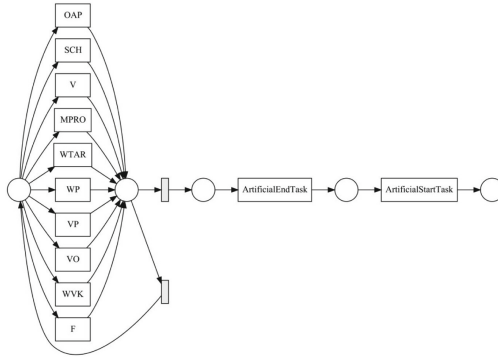 OAP
SCH
V
MPRO
WTAR
WP
VP
VO
WVK
F
ArtificialEndTask
ArtificialStartTask